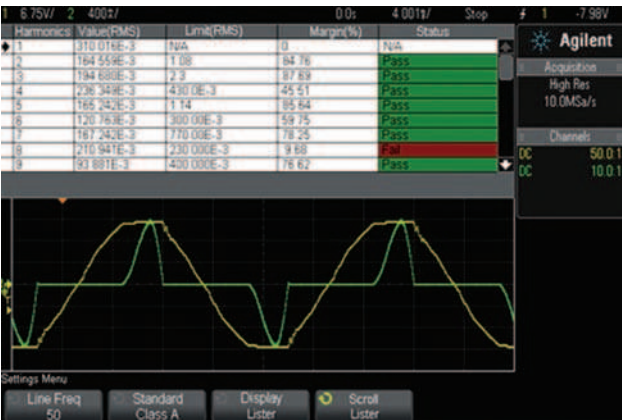 1 6.75V/ 2 400☆/ 0.0s 4.001☆/ Stop 1 -7.98V
Harmonics Value(RMS) Limit(RMS) Margin(%) Status
1 310.016E-3 N/A 0. N/A
2 164.559E-3 1.08 84.76 Pass
3 194.680E-3 2.3 87.69 Pass
4 236.348E-3 430.0E-3 45.51 Pass
5 165.242E-3 1.14 85.64 Pass
6 120.763E-3 300.00E-3 59.75 Pass
7 167.242E-3 770.00E-3 78.25 Pass
8 210.941E-3 230.000E-3 9.68 Fail
9 93.881E-3 400.000E-3 76.62 Pass
Agilent
Acquisition
High Res
10.0MSa/s
Channels
DC 50.0:1
DC 10.0:1
Settings Menu
Line Freq
50
Standard
Class A
Display
Lister
Scroll
Lister